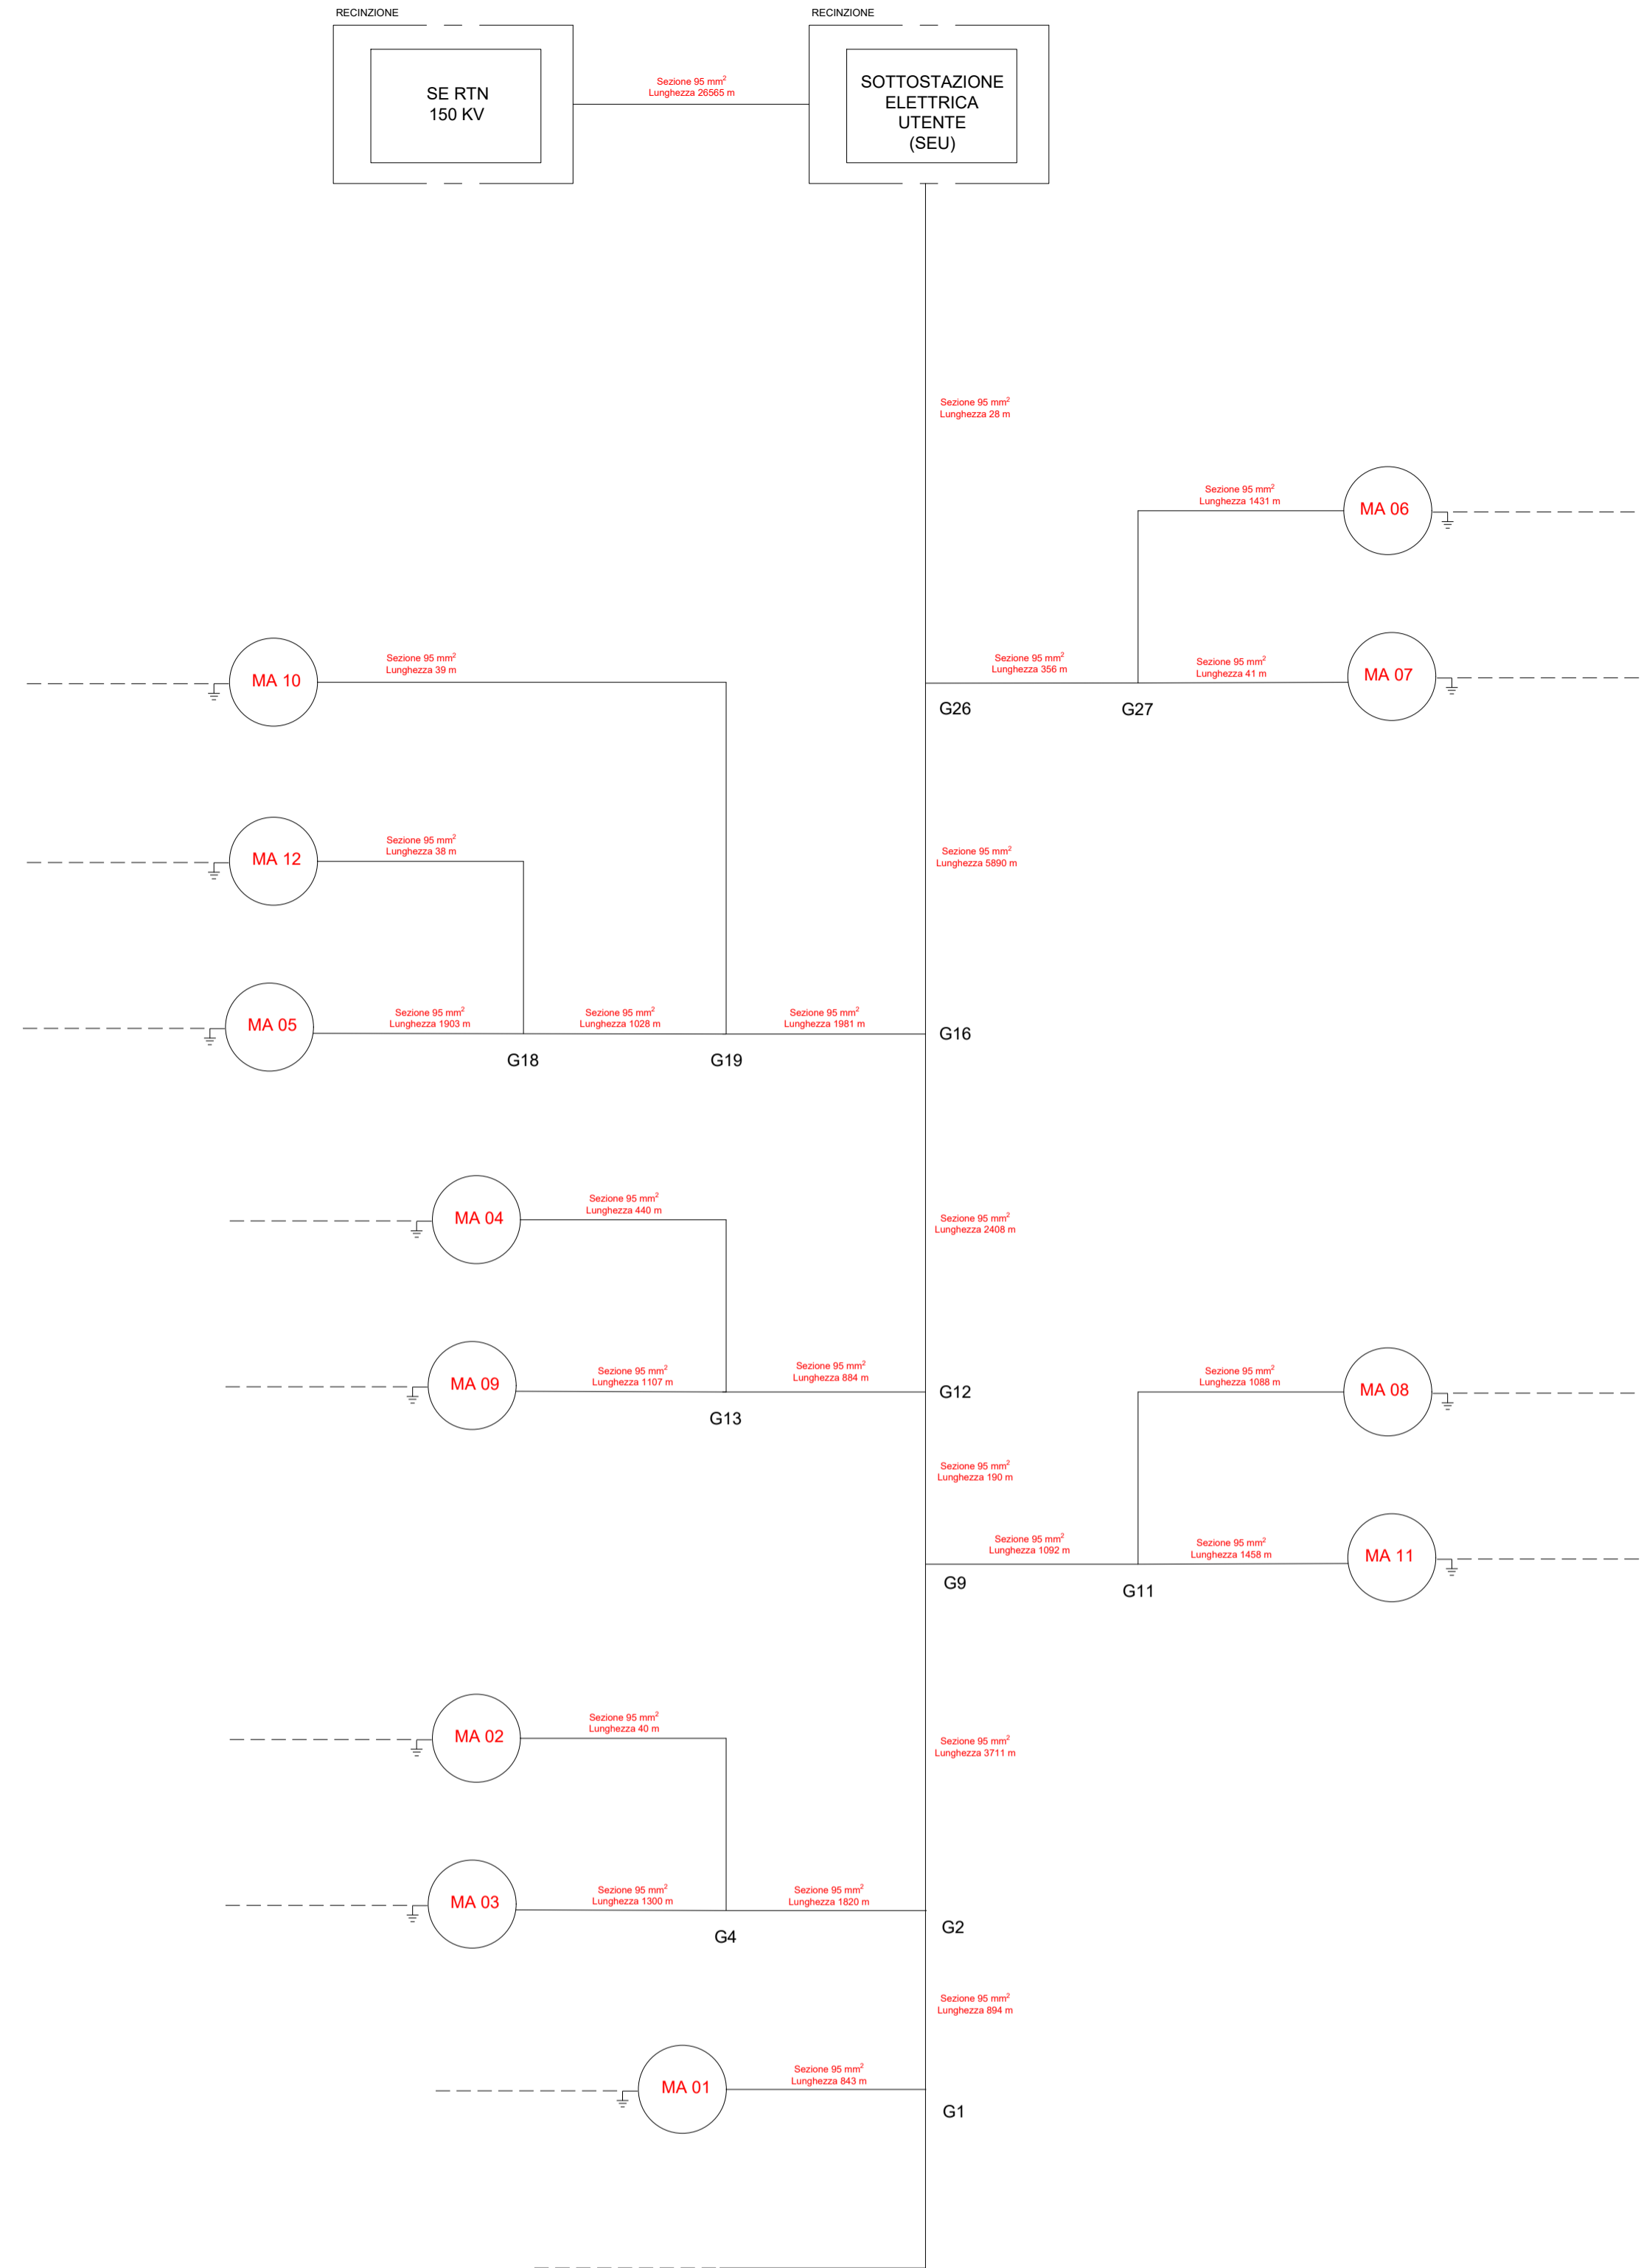 RECINZIONE
RECINZIONE
SE RTN
150 KV
Sezione 95 mm²
Lunghezza 26565 m
SOTTOSTAZIONE
ELETTRICA
UTENTE
(SEU)
Sezione 95 mm²
Lunghezza 28 m
Sezione 95 mm²
Lunghezza 1431 m
MA 06
MA 10
Sezione 95 mm²
Lunghezza 39 m
Sezione 95 mm²
Lunghezza 356 m
Sezione 95 mm²
Lunghezza 41 m
MA 07
G26
G27
MA 12
Sezione 95 mm²
Lunghezza 38 m
Sezione 95 mm²
Lunghezza 5890 m
MA 05
Sezione 95 mm²
Lunghezza 1903 m
Sezione 95 mm²
Lunghezza 1028 m
Sezione 95 mm²
Lunghezza 1981 m
G16
G18
G19
MA 04
Sezione 95 mm²
Lunghezza 440 m
Sezione 95 mm²
Lunghezza 2408 m
MA 09
Sezione 95 mm²
Lunghezza 1107 m
Sezione 95 mm²
Lunghezza 884 m
G12
Sezione 95 mm²
Lunghezza 1088 m
MA 08
G13
Sezione 95 mm²
Lunghezza 190 m
Sezione 95 mm²
Lunghezza 1092 m
Sezione 95 mm²
Lunghezza 1458 m
MA 11
G9
G11
MA 02
Sezione 95 mm²
Lunghezza 40 m
Sezione 95 mm²
Lunghezza 3711 m
MA 03
Sezione 95 mm²
Lunghezza 1300 m
Sezione 95 mm²
Lunghezza 1820 m
G4
G2
Sezione 95 mm²
Lunghezza 894 m
MA 01
Sezione 95 mm²
Lunghezza 843 m
G1